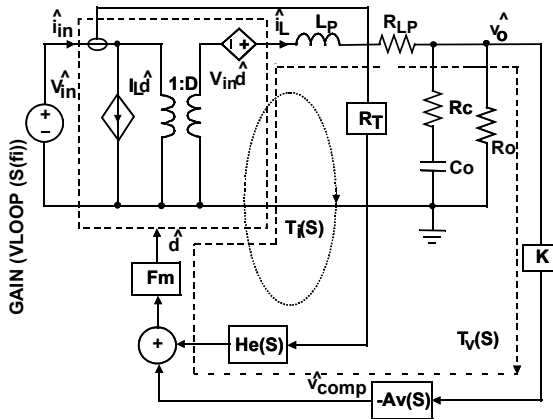 î_in
î_L
L_P
R_LP
v̂_o
V̂_in
I_L d̂
1:D
V_in d̂
+
−
R_T
Rc
Ro
Co
T_i(S)
d̂
K
Fm
+
He(S)
T_V(S)
v̂_comp
-Av(S)
GAIN (VLOOP (S(fi))